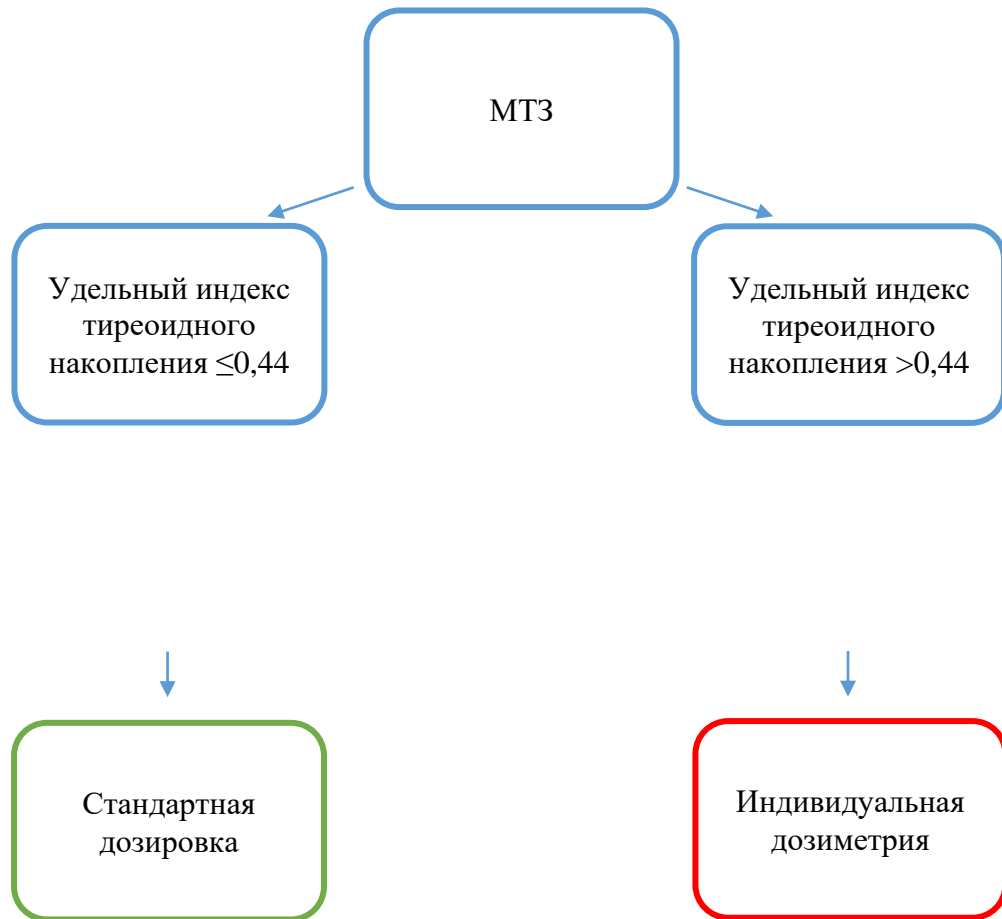 МТЗ
Удельный индекс
тиреоидного
накопления ≤0,44
Удельный индекс
тиреоидного
накопления >0,44
Стандартная
дозировка
Индивидуальная
дозиметрия